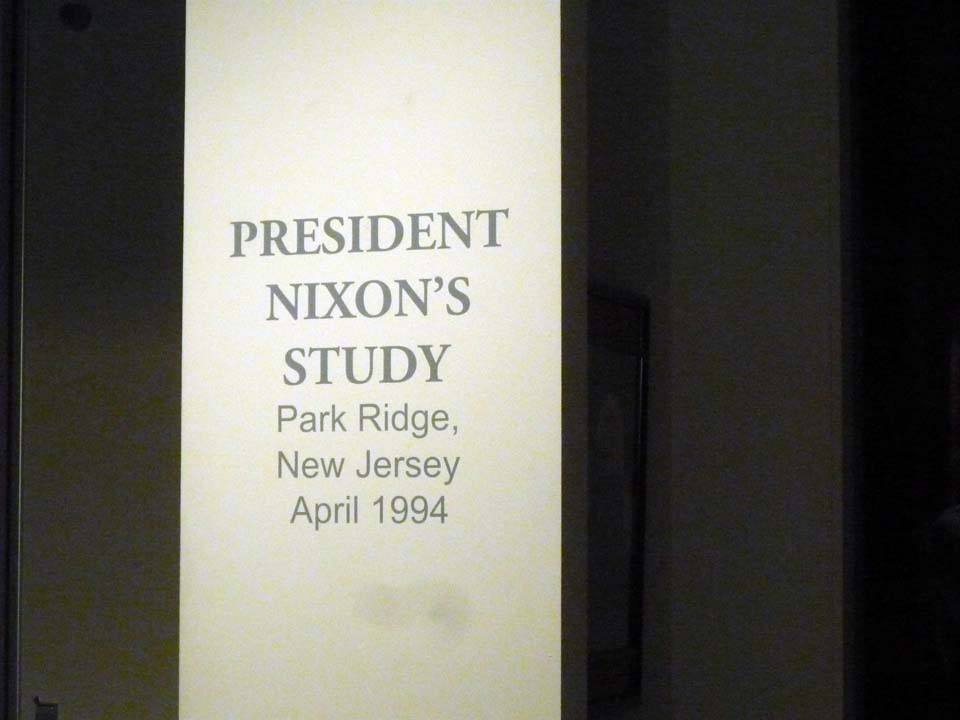 PRESIDENT
NIXON’S
STUDY
Park Ridge,
New Jersey
April 1994